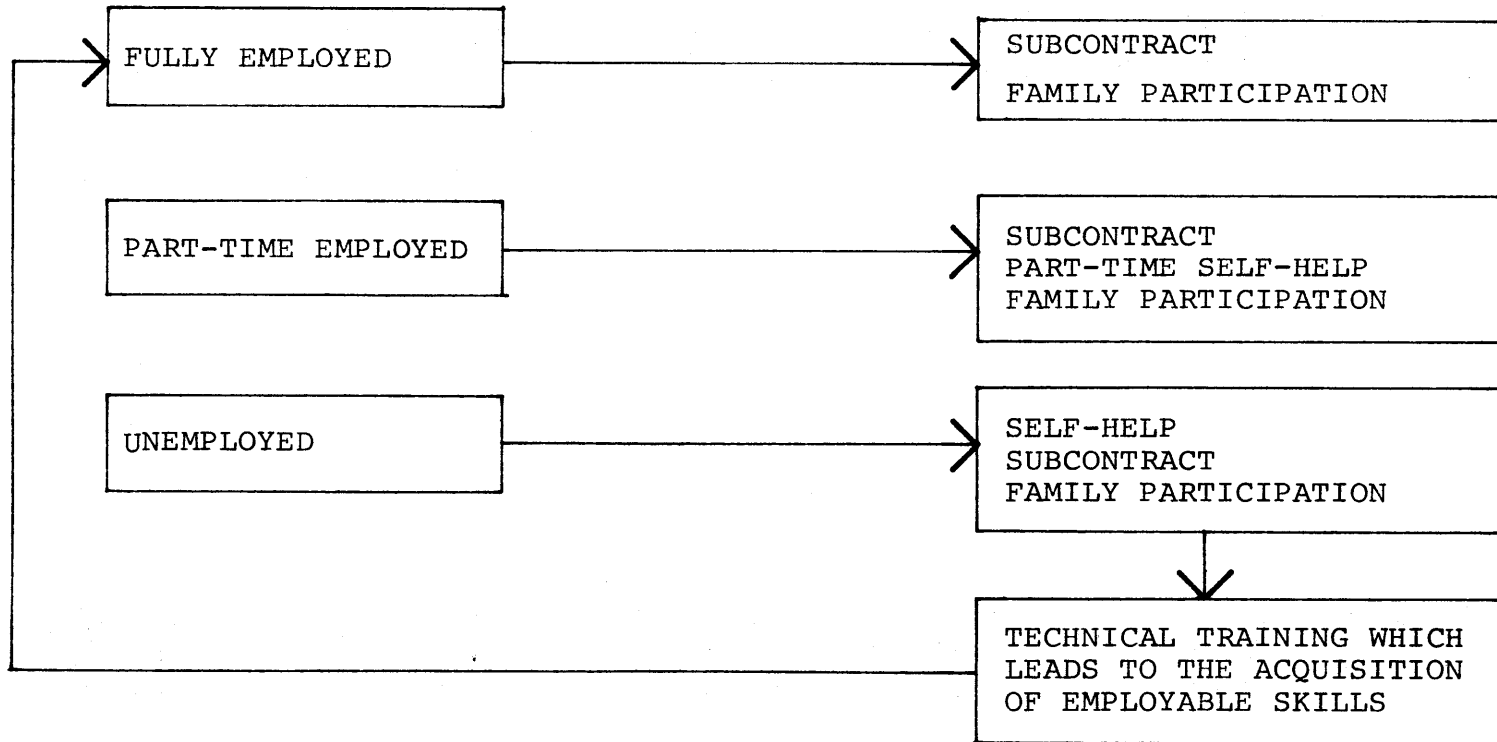 FULLY EMPLOYED
SUBCONTRACT
FAMILY PARTICIPATION
PART-TIME EMPLOYED
SUBCONTRACT
PART-TIME SELF-HELP
FAMILY PARTICIPATION
UNEMPLOYED
SELF-HELP
SUBCONTRACT
FAMILY PARTICIPATION
TECHNICAL TRAINING WHICH
LEADS TO THE ACQUISITION
OF EMPLOYABLE SKILLS